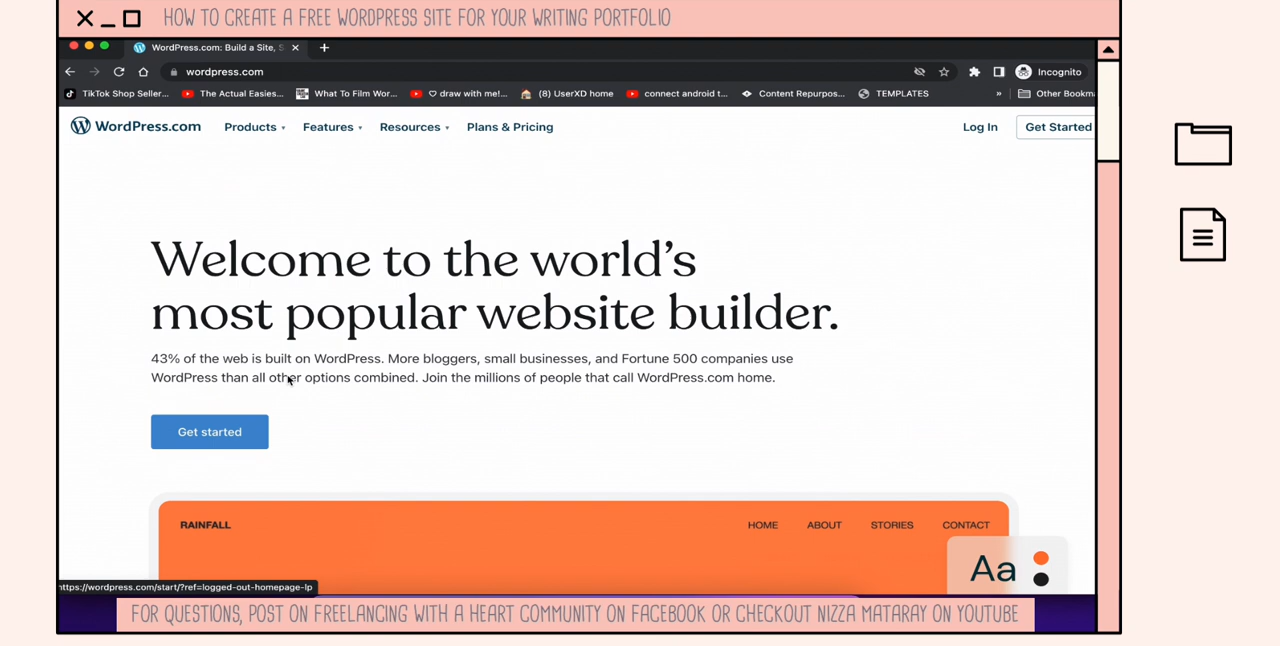 HOW TO CREATE A FREE WORDPRESS SITE FOR YOUR WRITING PORTFOLIO
WordPress.com: Build a Site, S
wordpress.com
Incognito
TikTok Shop Seller... The Actual Easies... What To Film Wor... ♡ draw with me!... (8) UserXD home connect android t... Content Repurpos... TEMPLATES » Other Bookma
WordPress.com Products Features Resources Plans & Pricing Log In Get Started
Welcome to the world's
most popular website builder.
43% of the web is built on WordPress. More bloggers, small businesses, and Fortune 500 companies use
WordPress than all other options combined. Join the millions of people that call WordPress.com home.
Get started
RAINFALL HOME ABOUT STORIES CONTACT
Aa
https://wordpress.com/start/?ref=logged-out-homepage-lp
FOR QUESTIONS, POST ON FREELANCING WITH A HEART COMMUNITY ON FACEBOOK OR CHECKOUT NIZZA MATARAY ON YOUTUBE